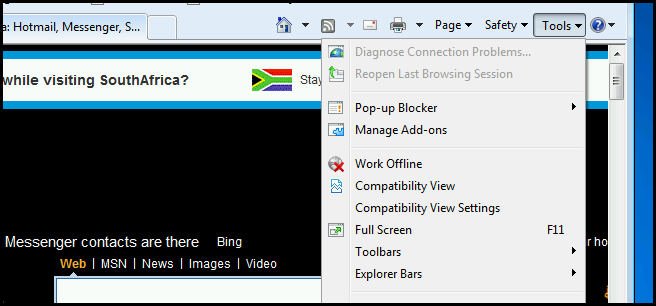 a: Hotmail, Messenger, S...
Page Safety Tools
while visiting SouthAfrica?
Stay
Diagnose Connection Problems...
Reopen Last Browsing Session
Pop-up Blocker
Manage Add-ons
Work Offline
Compatibility View
Compatibility View Settings
Full Screen F11
Toolbars
Explorer Bars
Messenger contacts are there Bing
r ho
Web | MSN | News | Images | Video